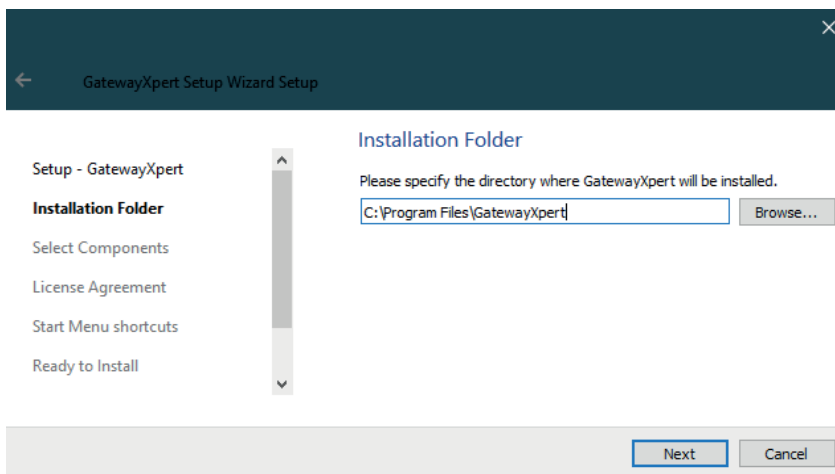 GatewayXpert Setup Wizard Setup
Setup - GatewayXpert
Installation Folder
Select Components
License Agreement
Start Menu shortcuts
Ready to Install
Installation Folder
Please specify the directory where GatewayXpert will be installed.
C:\Program Files\GatewayXpert
Browse...
Next
Cancel